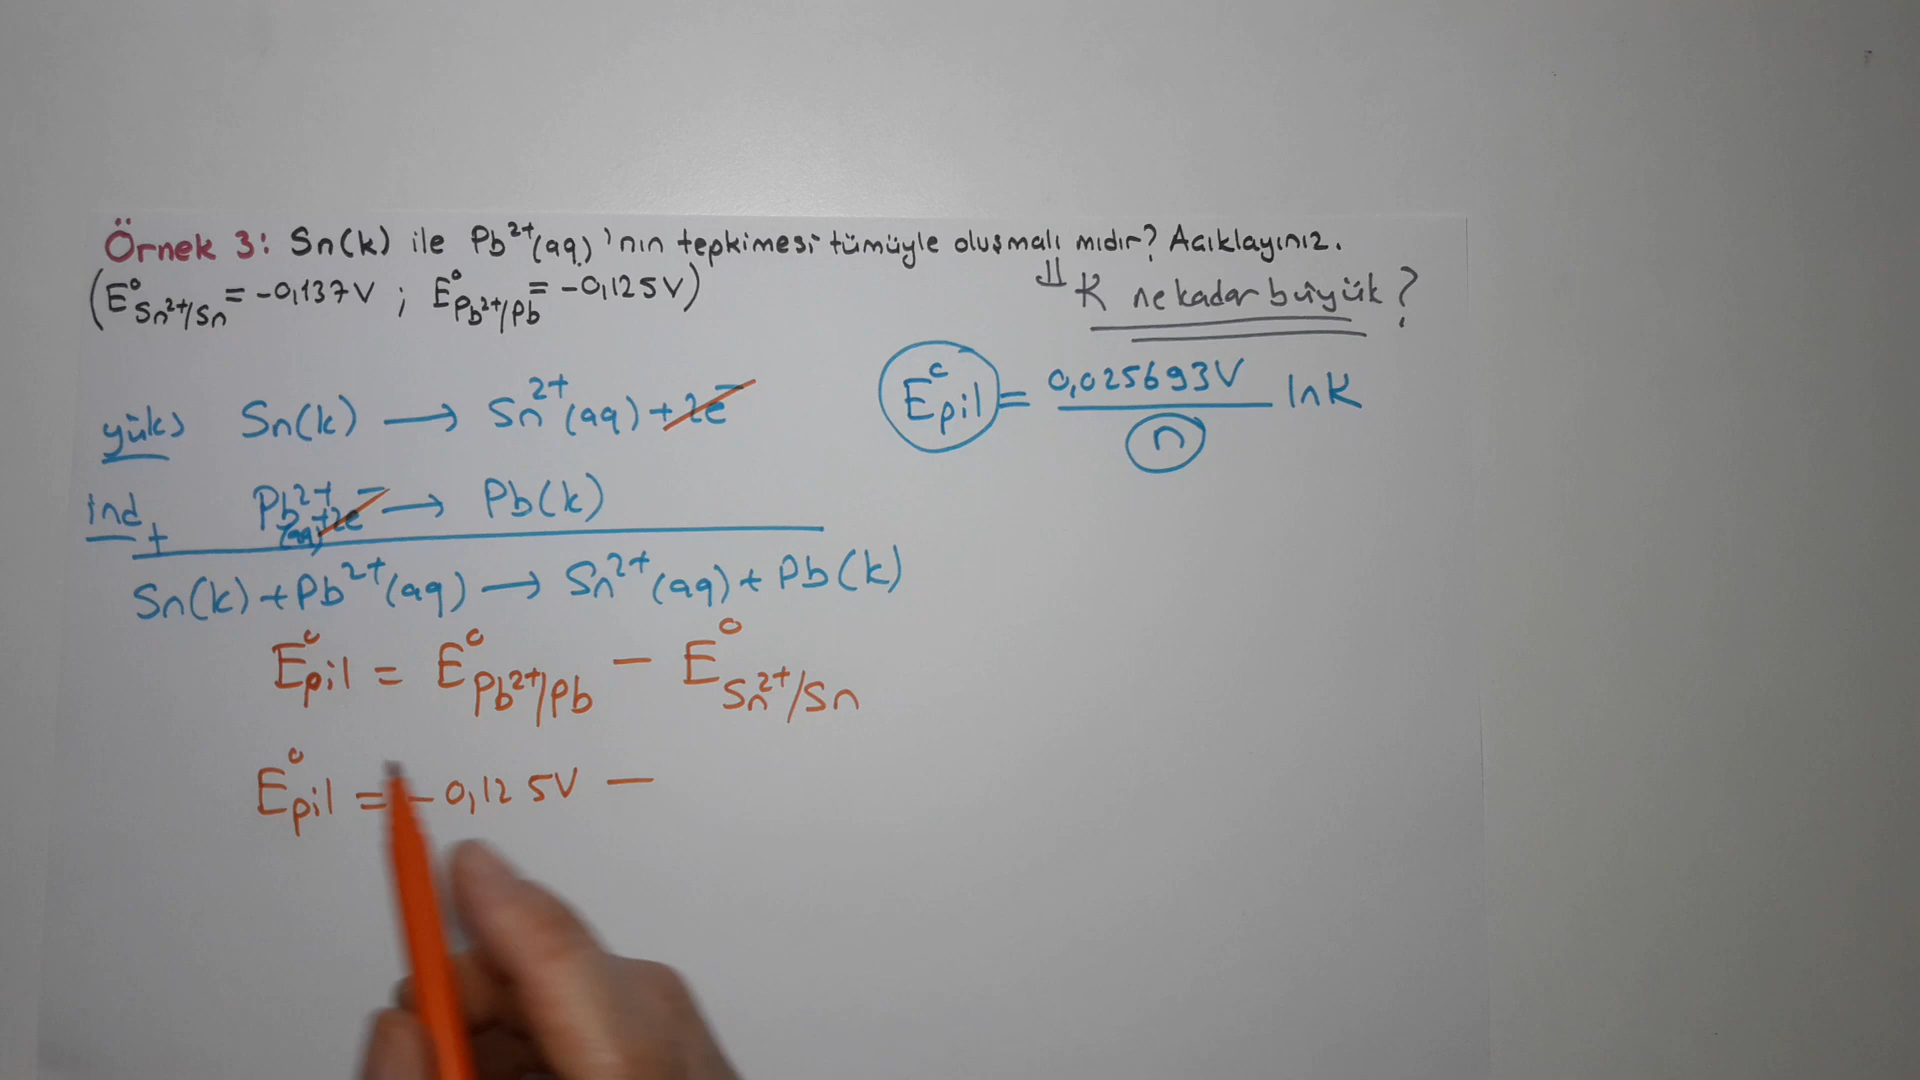 Örnek 3: Sn(k) ile Pb²⁺(aq)'nın tepkimesi tümüyle oluşmalı mıdır? Açıklayınız.
(E°Sn²⁺/Sn = -0,137V ; E°Pb²⁺/Pb = -0,125V)
⇓ K ne kadar büyük?
E°pil = 0,025693V / n lnK
yüks Sn(k) → Sn²⁺(aq) + 2e⁻
ind Pb²⁺(aq) + 2e⁻ → Pb(k)
+
Sn(k) + Pb²⁺(aq) → Sn²⁺(aq) + Pb(k)
E°pil = E°Pb²⁺/Pb - E°Sn²⁺/Sn
E°pil = -0,125V -